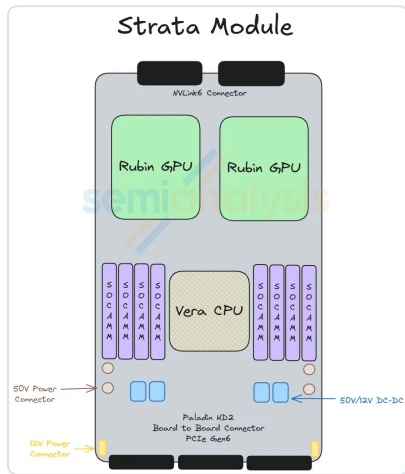 Strata Module
NVLink6 Connector
Rubin GPU
Rubin GPU
semianalysis
SOCAMM
SOCAMM
SOCAMM
SOCAMM
Vera CPU
SOCAMM
SOCAMM
SOCAMM
SOCAMM
50V Power
Connector
50V/12V DC-DC
Paladin HD2
Board to Board Connector
PCIe Gen6
12V Power
Connector